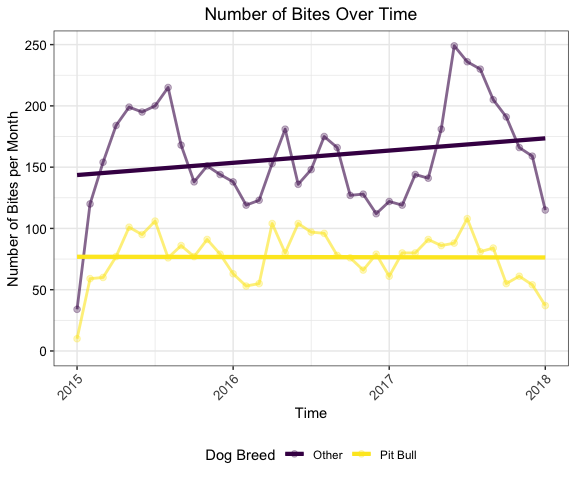 Number of Bites Over Time
Number of Bites per Month
250
200
150
100
50
0
2015
2016
2017
2018
Time
Dog Breed
Other
Pit Bull